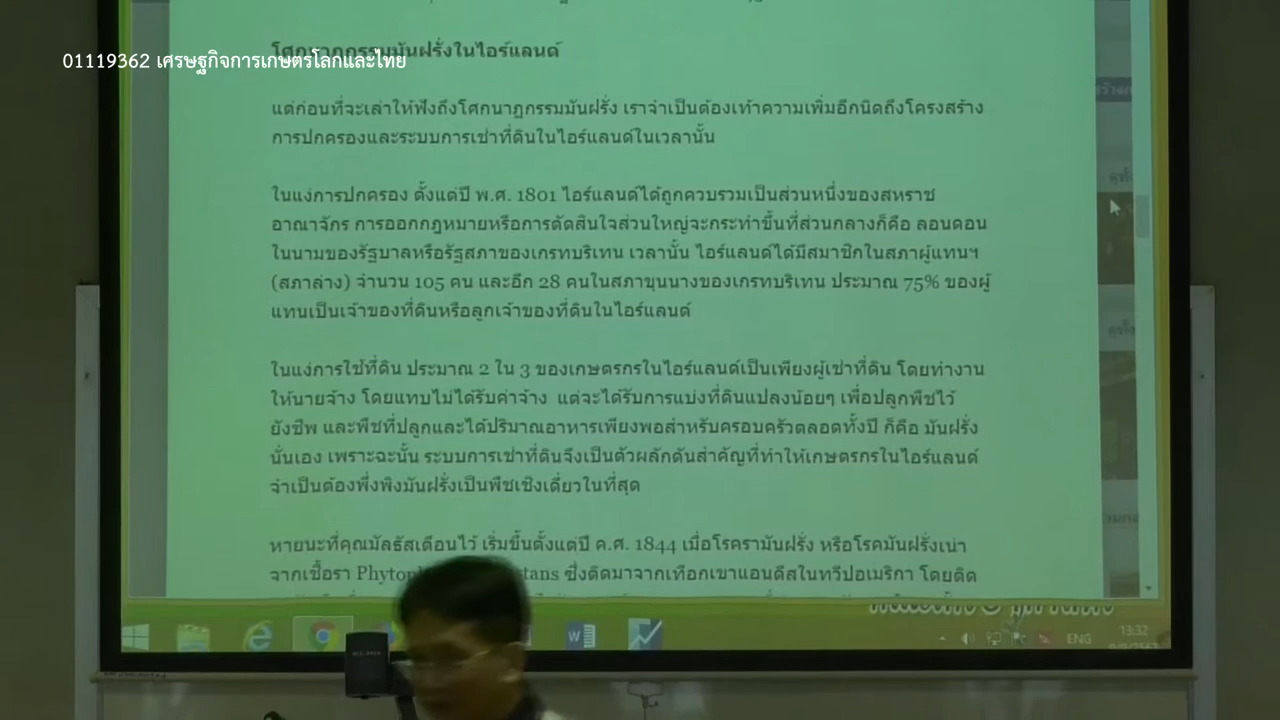 01119362 เศรษฐกิจการเกษตรโลกและไทย
โศกนาฏกรรมมันฝรั่งในไอร์แลนด์
แต่ก่อนที่จะเล่าให้ฟังถึงโศกนาฏกรรมมันฝรั่ง เราจำเป็นต้องเท้าความเพิ่มอีกนิดถึงโครงสร้าง
การปกครองและระบบการเช่าที่ดินในไอร์แลนด์ในเวลานั้น
ในแง่การปกครอง ตั้งแต่ปี พ.ศ. 1801 ไอร์แลนด์ได้ถูกควบรวมเป็นส่วนหนึ่งของสหราช
อาณาจักร การออกกฎหมายหรือการตัดสินใจส่วนใหญ่จะกระทำขึ้นที่ส่วนกลางก็คือ ลอนดอน
ในนามของรัฐบาลหรือรัฐสภาของเกรทบริเทน เวลานั้น ไอร์แลนด์ได้มีสมาชิกในสภาผู้แทนฯ
(สภาล่าง) จำนวน 105 คน และอีก 28 คนในสภาขุนนางของเกรทบริเทน ประมาณ 75% ของผู้
แทนเป็นเจ้าของที่ดินหรือลูกเจ้าของที่ดินในไอร์แลนด์
ในแง่การใช้ที่ดิน ประมาณ 2 ใน 3 ของเกษตรกรในไอร์แลนด์เป็นเพียงผู้เช่าที่ดิน โดยทำงาน
ให้นายจ้าง โดยแทบไม่ได้รับค่าจ้าง แต่จะได้รับการแบ่งที่ดินแปลงน้อยๆ เพื่อปลูกพืชไว้
ยังชีพ และพืชที่ปลูกและได้ปริมาณอาหารเพียงพอสำหรับครอบครัวตลอดทั้งปี ก็คือ มันฝรั่ง
นั่นเอง เพราะฉะนั้น ระบบการเช่าที่ดินจึงเป็นตัวผลักดันสำคัญที่ทำให้เกษตรกรในไอร์แลนด์
จำเป็นต้องพึ่งพิงมันฝรั่งเป็นพืชเชิงเดี่ยวในที่สุด
หายนะที่คุณมัลธัสเตือนไว้ เริ่มขึ้นตั้งแต่ปี ค.ศ. 1844 เมื่อโรครามันฝรั่ง หรือโรคมันฝรั่งเน่า
จากเชื้อรา ซึ่งติดมาจากเทือกเขาแอนดีสในทวีปอเมริกา โดยติด
ENG
13:32